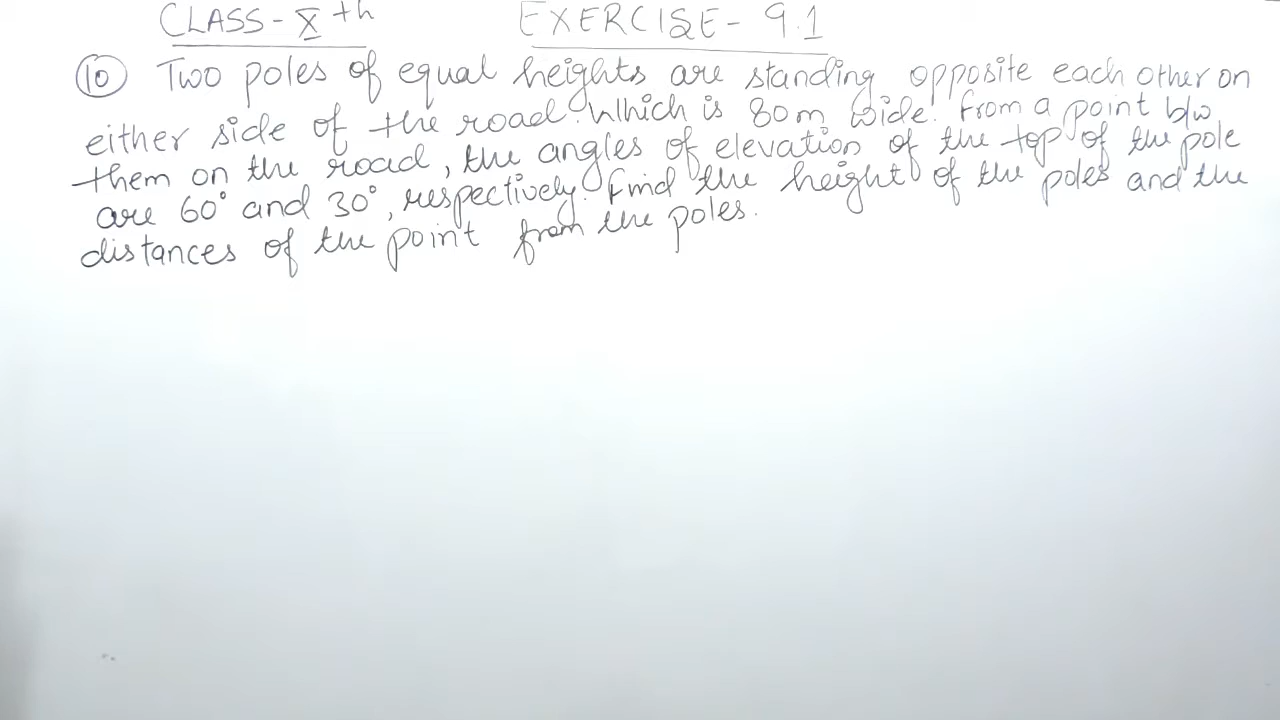 CLASS - Xth EXERCISE - 9.1
(10) Two poles of equal heights are standing opposite each other on
either side of the road. Which is 80m wide. From a point b/w
them on the road, the angles of elevation of the top of the pole
are 60° and 30°, respectively. Find the height of the poles and the
distances of the point from the poles.